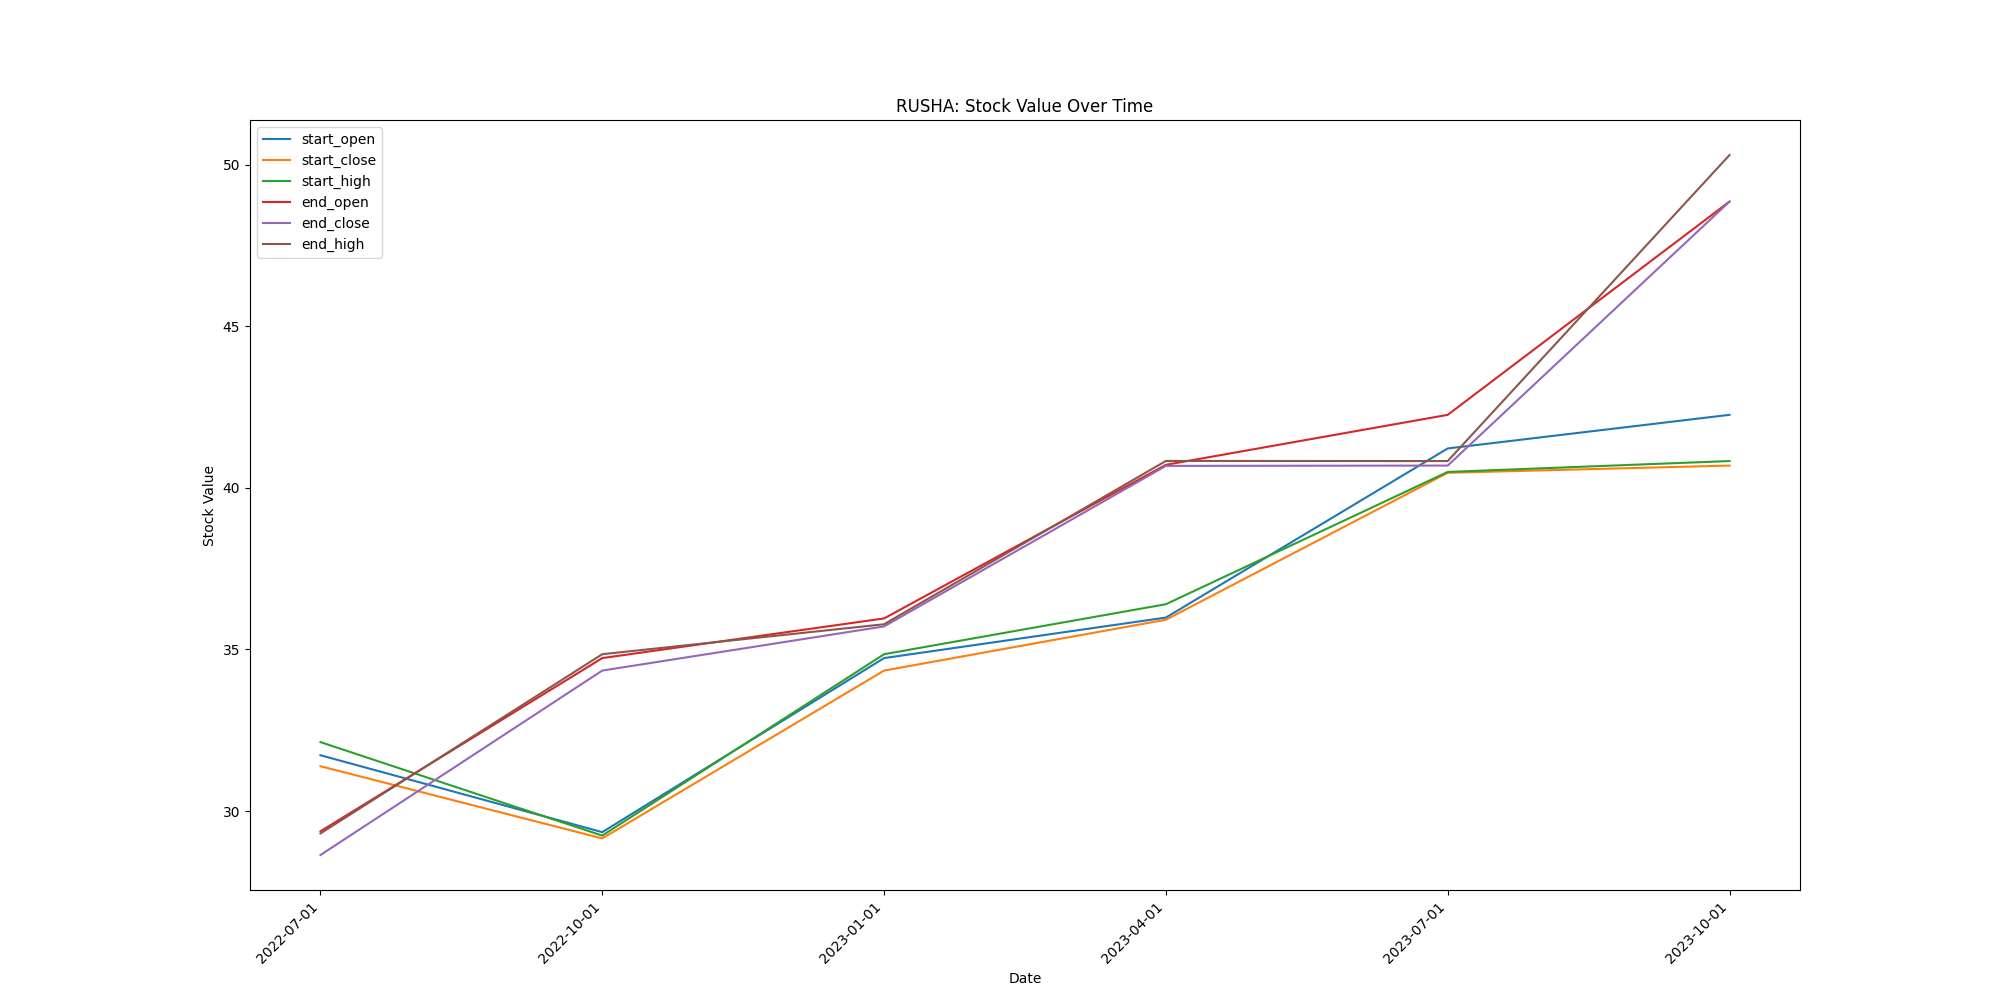 RUSHA: Stock Value Over Time
start_open
start_close
start_high
end_open
end_close
end_high
50
45
40
35
30
Stock Value
2022-07-01
2022-10-01
2023-01-01
2023-04-01
2023-07-01
2023-10-01
Date